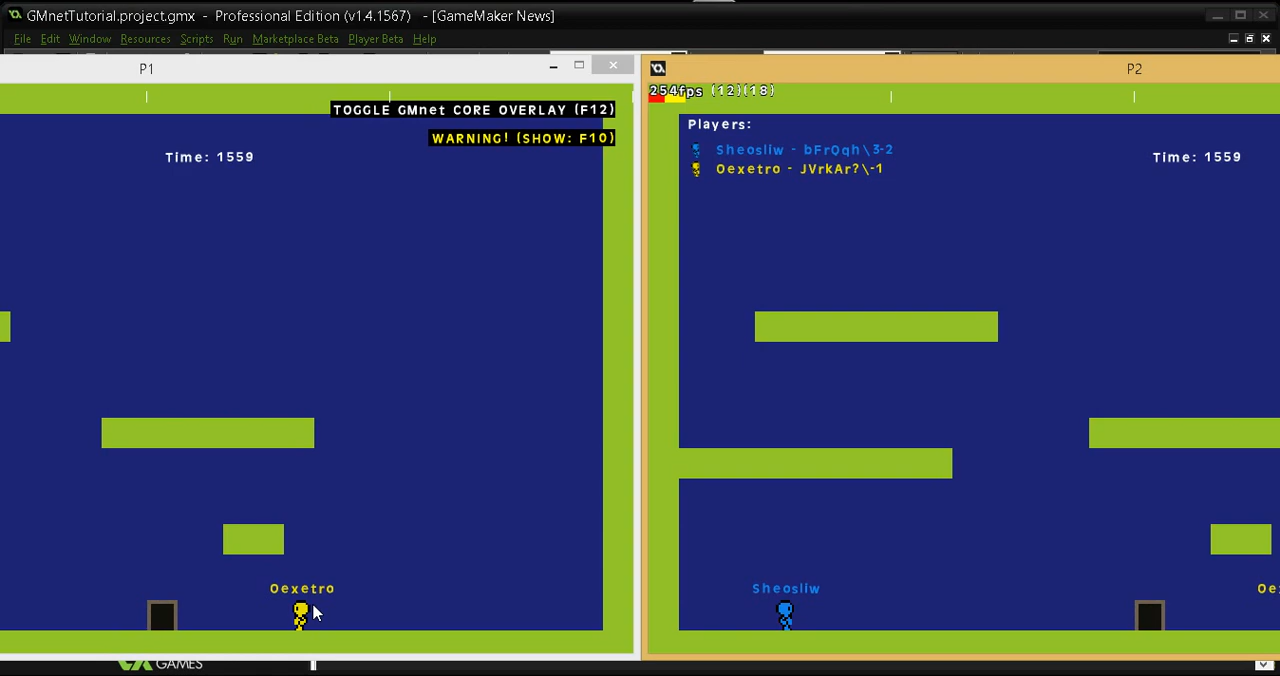 GMnetTutorial.project.gmx - Professional Edition (v1.4.1567) - [GameMaker News]
File Edit Window Resources Scripts Run Marketplace Beta Player Beta Help
P1
P2
254fps (12)(18)
TOGGLE GMnet CORE OVERLAY (F12)
WARNING! (SHOW: F10)
Time: 1559
Players:
Sheosliw - bFrQqh\3-2
Oexetro - JVrkAr?\-1
Time: 1559
Oexetro
Sheosliw
Oe
GAMES